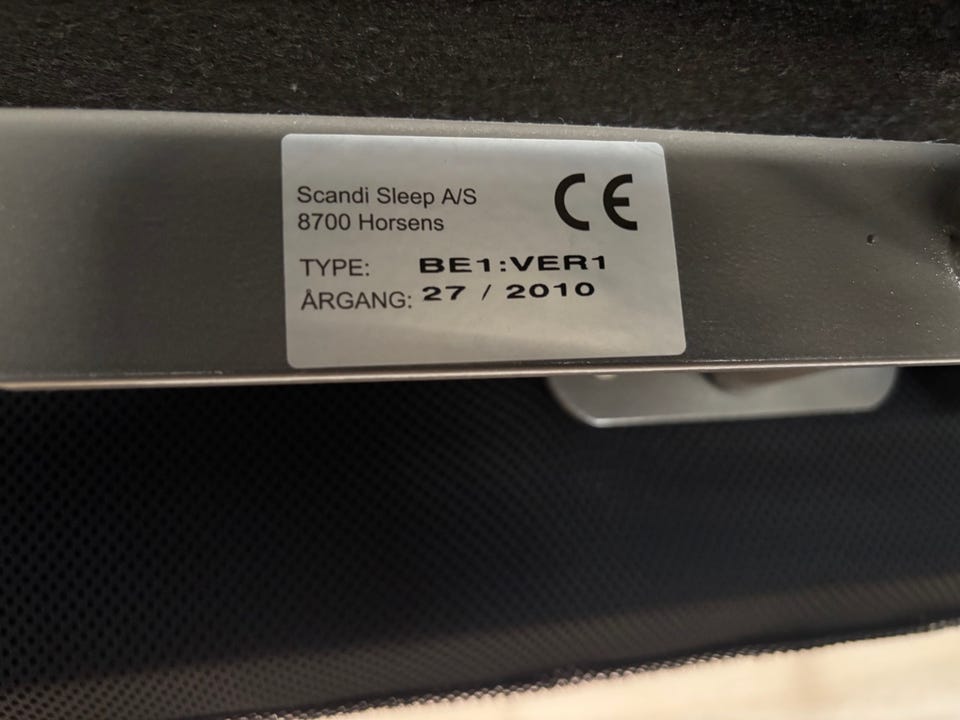 Scandi Sleep A/S
8700 Horsens
CE
TYPE: BE1:VER1
ÅRGANG: 27 / 2010